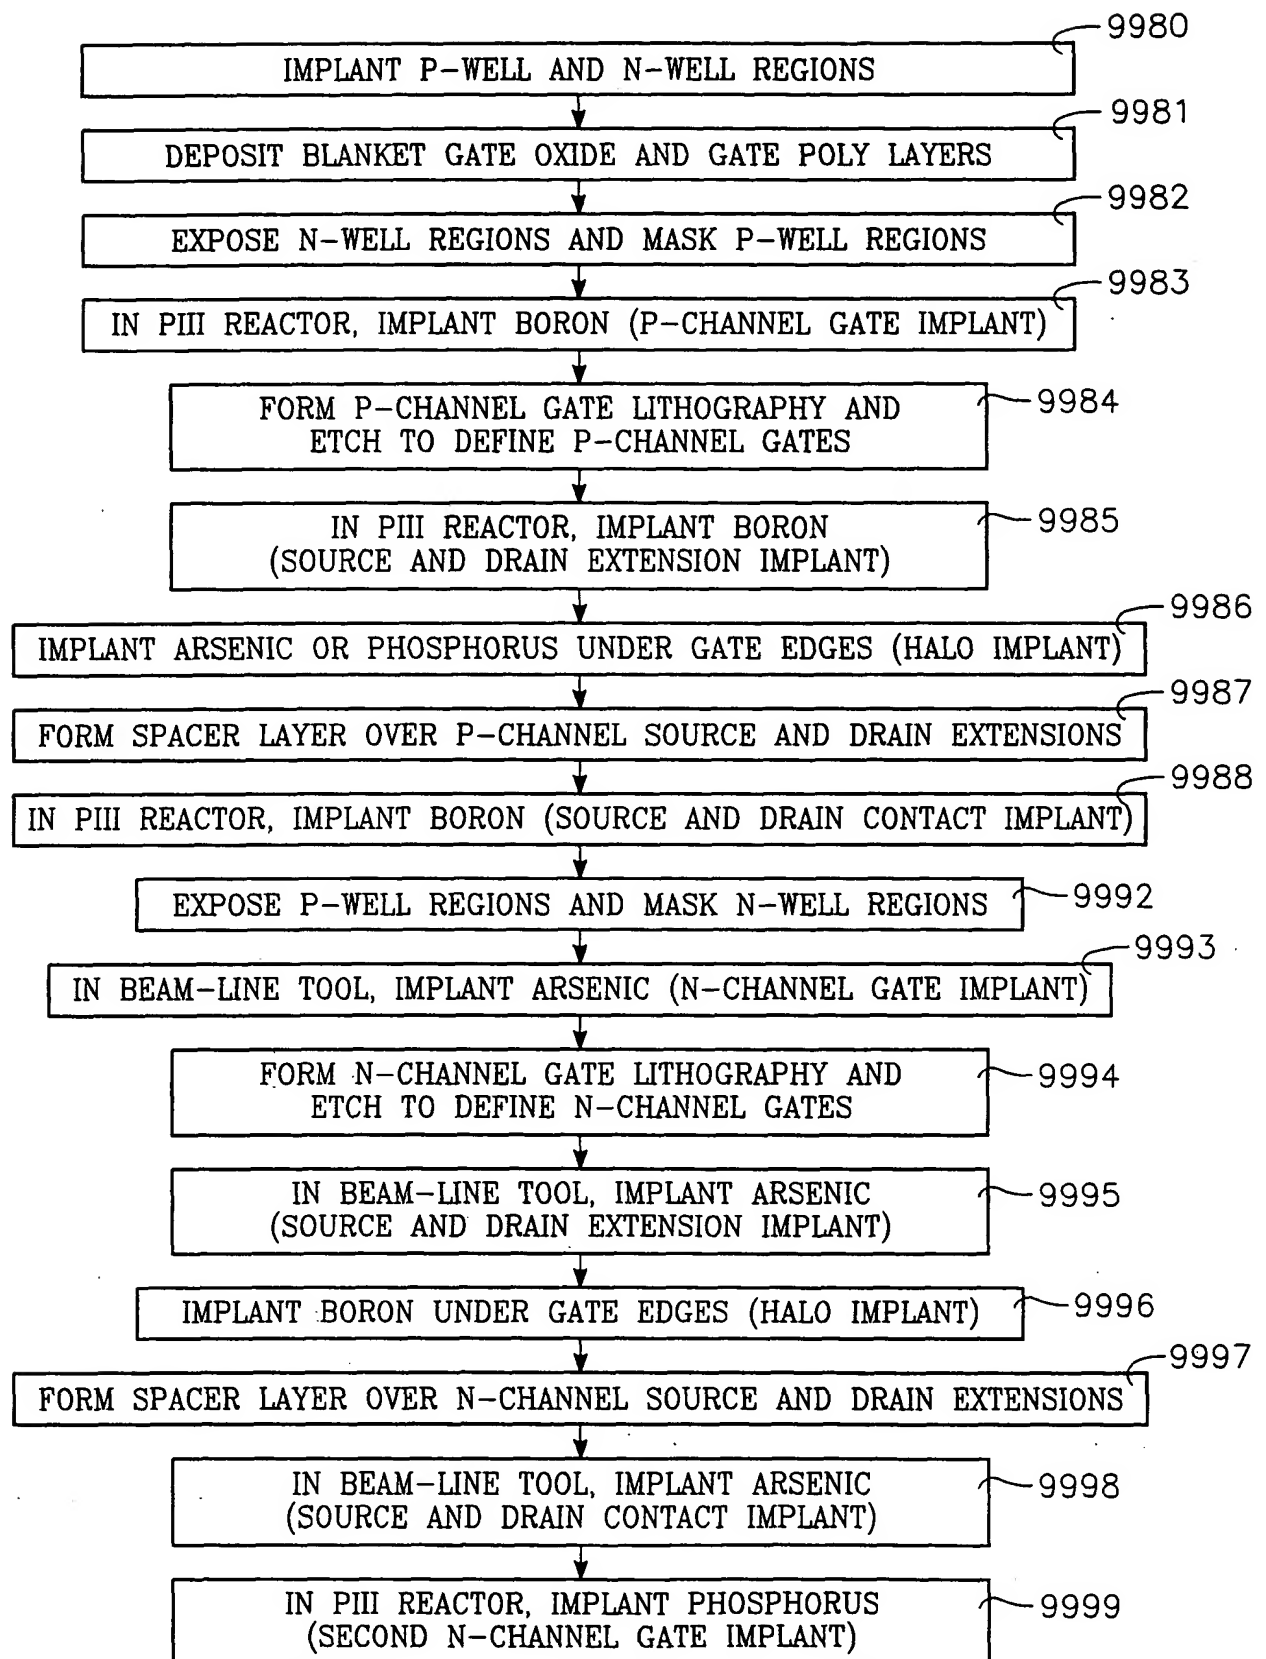 9980
IMPLANT P-WELL AND N-WELL REGIONS
9981
DEPOSIT BLANKET GATE OXIDE AND GATE POLY LAYERS
9982
EXPOSE N-WELL REGIONS AND MASK P-WELL REGIONS
9983
IN PIII REACTOR, IMPLANT BORON (P-CHANNEL GATE IMPLANT)
FORM P-CHANNEL GATE LITHOGRAPHY AND
ETCH TO DEFINE P-CHANNEL GATES
9984
IN PIII REACTOR, IMPLANT BORON
(SOURCE AND DRAIN EXTENSION IMPLANT)
9985
9986
IMPLANT ARSENIC OR PHOSPHORUS UNDER GATE EDGES (HALO IMPLANT)
9987
FORM SPACER LAYER OVER P-CHANNEL SOURCE AND DRAIN EXTENSIONS
9988
IN PIII REACTOR, IMPLANT BORON (SOURCE AND DRAIN CONTACT IMPLANT)
EXPOSE P-WELL REGIONS AND MASK N-WELL REGIONS
9992
9993
IN BEAM-LINE TOOL, IMPLANT ARSENIC (N-CHANNEL GATE IMPLANT)
FORM N-CHANNEL GATE LITHOGRAPHY AND
ETCH TO DEFINE N-CHANNEL GATES
9994
IN BEAM-LINE TOOL, IMPLANT ARSENIC
(SOURCE AND DRAIN EXTENSION IMPLANT)
9995
IMPLANT BORON UNDER GATE EDGES (HALO IMPLANT)
9996
9997
FORM SPACER LAYER OVER N-CHANNEL SOURCE AND DRAIN EXTENSIONS
IN BEAM-LINE TOOL, IMPLANT ARSENIC
(SOURCE AND DRAIN CONTACT IMPLANT)
9998
IN PIII REACTOR, IMPLANT PHOSPHORUS
(SECOND N-CHANNEL GATE IMPLANT)
9999